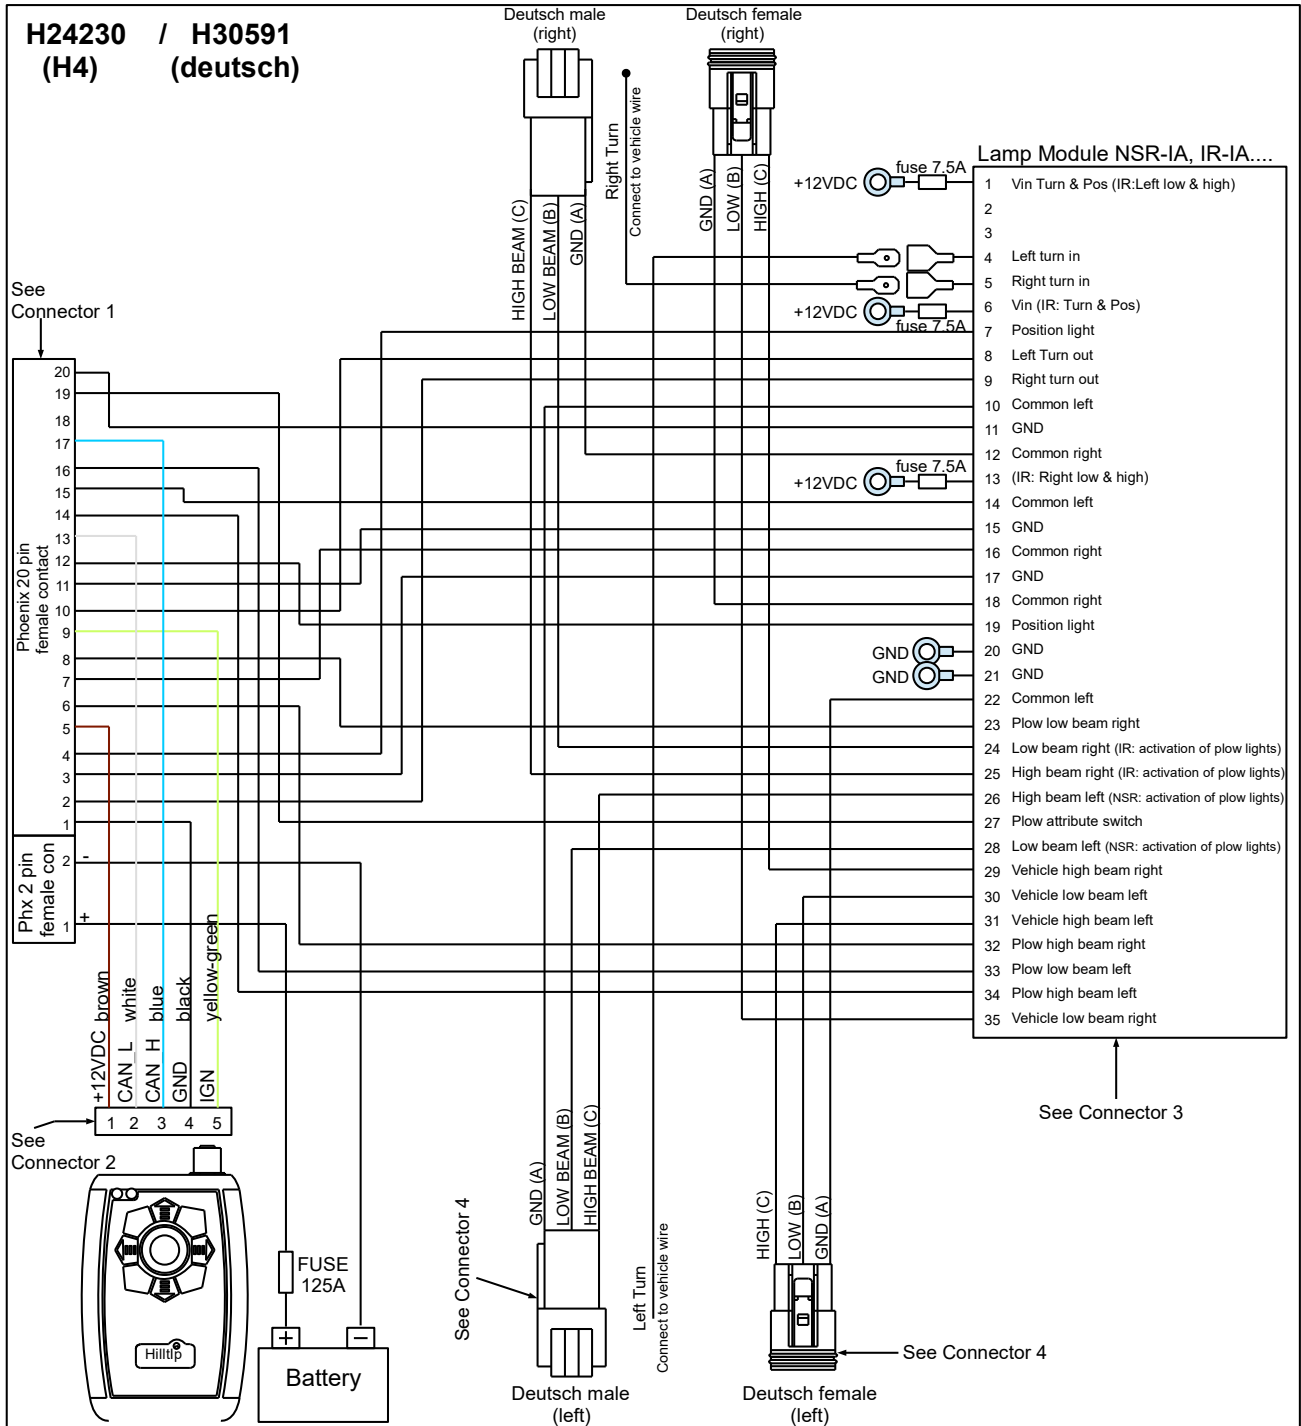 H24230 / H30591
(H4) (deutsch)
Deutsch male
(right)
Deutsch female
(right)
Right Turn
Connect to vehicle wire
HIGH BEAM (C)
LOW BEAM (B)
GND (A)
GND (A)
LOW (B)
HIGH (C)
Lamp Module NSR-IA, IR-IA....
+12VDC
fuse 7.5A
1 Vin Turn & Pos (IR:Left low & high)
2
3
4 Left turn in
5 Right turn in
+12VDC
fuse 7.5A
6 Vin (IR: Turn & Pos)
7 Position light
8 Left Turn out
9 Right turn out
10 Common left
11 GND
12 Common right
+12VDC
fuse 7.5A
13 (IR: Right low & high)
14 Common left
15 GND
16 Common right
17 GND
18 Common right
19 Position light
GND
20 GND
GND
21 GND
22 Common left
23 Plow low beam right
24 Low beam right (IR: activation of plow lights)
25 High beam right (IR: activation of plow lights)
26 High beam left (NSR: activation of plow lights)
27 Plow attribute switch
28 Low beam left (NSR: activation of plow lights)
29 Vehicle high beam right
30 Vehicle low beam left
31 Vehicle high beam left
32 Plow high beam right
33 Plow low beam left
34 Plow high beam left
35 Vehicle low beam right
See Connector 3
See
Connector 1
Phoenix 20 pin
female contact
20
19
18
17
16
15
14
13
12
11
10
9
8
7
6
5
4
3
2
1
Phx 2 pin
female con
2 -
1 +
+12VDC brown
CAN_L white
CAN_H blue
GND black
IGN yellow-green
1 2 3 4 5
See
Connector 2
Hilltip
FUSE
125A
+ −
Battery
GND (A)
LOW BEAM (B)
HIGH BEAM (C)
See Connector 4
Deutsch male
(left)
Left Turn
Connect to vehicle wire
HIGH (C)
LOW (B)
GND (A)
See Connector 4
Deutsch female
(left)